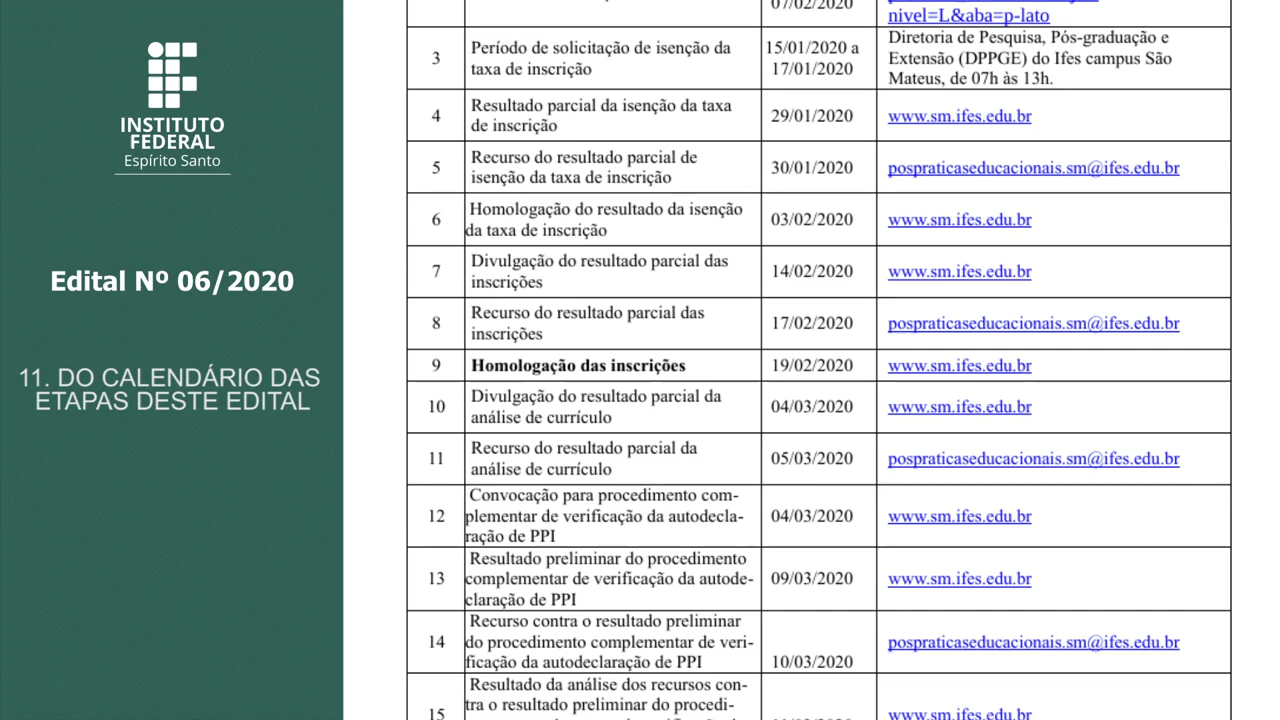 INSTITUTO
FEDERAL
Espírito Santo
Edital Nº 06/2020
11. DO CALENDÁRIO DAS
ETAPAS DESTE EDITAL
07/02/2020
nivel=L&aba=p-lato
3
Período de solicitação de isenção da
taxa de inscrição
15/01/2020 a
17/01/2020
Diretoria de Pesquisa, Pós-graduação e
Extensão (DPPGE) do Ifes campus São
Mateus, de 07h às 13h.
4
Resultado parcial da isenção da taxa
de inscrição
29/01/2020
www.sm.ifes.edu.br
5
Recurso do resultado parcial de
isenção da taxa de inscrição
30/01/2020
pospraticaseducacionais.sm@ifes.edu.br
6
Homologação do resultado da isenção
da taxa de inscrição
03/02/2020
www.sm.ifes.edu.br
7
Divulgação do resultado parcial das
inscrições
14/02/2020
www.sm.ifes.edu.br
8
Recurso do resultado parcial das
inscrições
17/02/2020
pospraticaseducacionais.sm@ifes.edu.br
9
Homologação das inscrições
19/02/2020
www.sm.ifes.edu.br
10
Divulgação do resultado parcial da
análise de currículo
04/03/2020
www.sm.ifes.edu.br
11
Recurso do resultado parcial da
análise de currículo
05/03/2020
pospraticaseducacionais.sm@ifes.edu.br
12
Convocação para procedimento com-
plementar de verificação da autodecla-
ração de PPI
04/03/2020
www.sm.ifes.edu.br
13
Resultado preliminar do procedimento
complementar de verificação da autode-
claração de PPI
09/03/2020
www.sm.ifes.edu.br
14
Recurso contra o resultado preliminar
do procedimento complementar de veri-
ficação da autodeclaração de PPI
10/03/2020
pospraticaseducacionais.sm@ifes.edu.br
15
Resultado da análise dos recursos con-
tra o resultado preliminar do procedi-
www.sm.ifes.edu.br